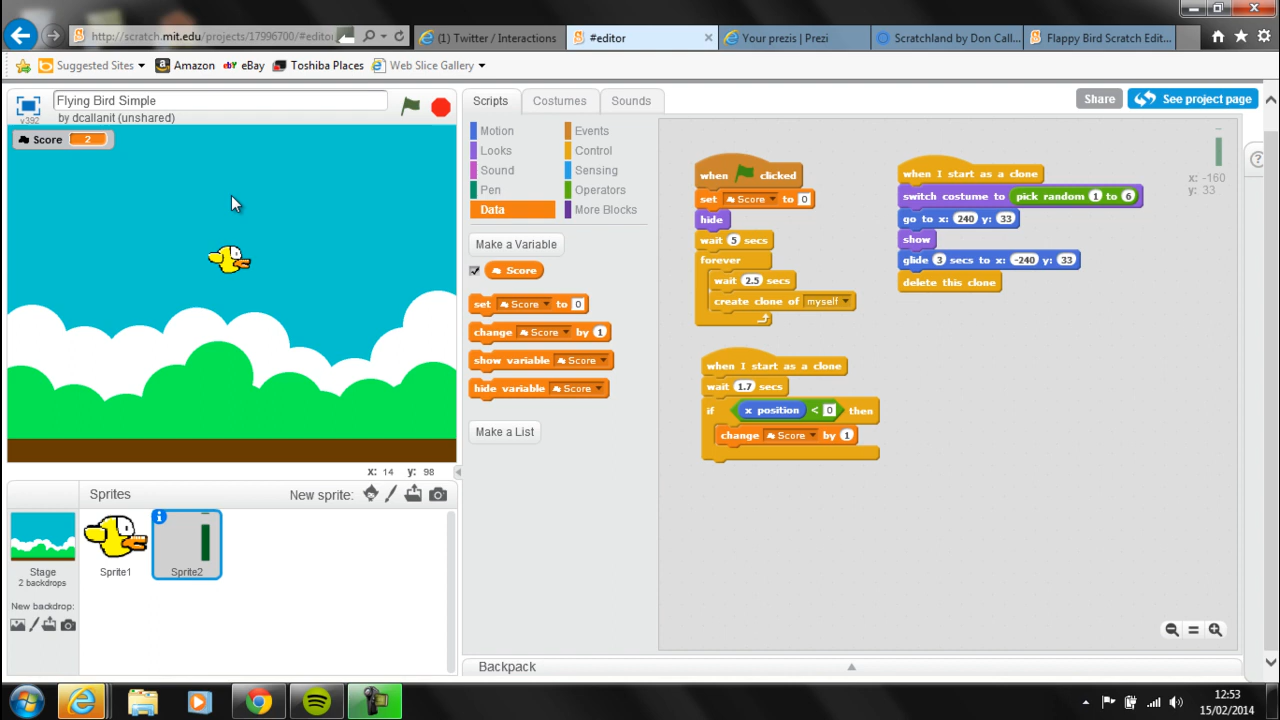 http://scratch.mit.edu/projects/17996700/#editor
(1) Twitter / Interactions
#editor
Your prezis | Prezi
Scratchland by Don Call...
Flappy Bird Scratch Edit...
Suggested Sites
Amazon
eBay
Toshiba Places
Web Slice Gallery
Flying Bird Simple
by dcallanit (unshared)
v392
Scripts
Costumes
Sounds
Share
See project page
Score 2
Motion
Events
Looks
Control
Sound
Sensing
Pen
Operators
Data
More Blocks
Make a Variable
Score
set Score to 0
change Score by 1
show variable Score
hide variable Score
Make a List
when clicked
set Score to 0
hide
wait 5 secs
forever
wait 2.5 secs
create clone of myself
when I start as a clone
switch costume to pick random 1 to 6
go to x: 240 y: 33
show
glide 3 secs to x: -240 y: 33
delete this clone
when I start as a clone
wait 1.7 secs
if x position < 0 then
change Score by 1
x: -160
y: 33
?
x: 14 y: 98
Sprites
New sprite:
Stage
2 backdrops
New backdrop:
Sprite1
Sprite2
Backpack
12:53
15/02/2014